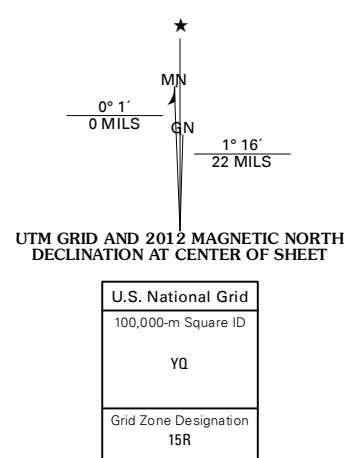 MN
0° 1´
0 MILS
GN
1° 16´
22 MILS
UTM GRID AND 2012 MAGNETIC NORTH
DECLINATION AT CENTER OF SHEET
U.S. National Grid
100,000-m Square ID
YQ
Grid Zone Designation
15R